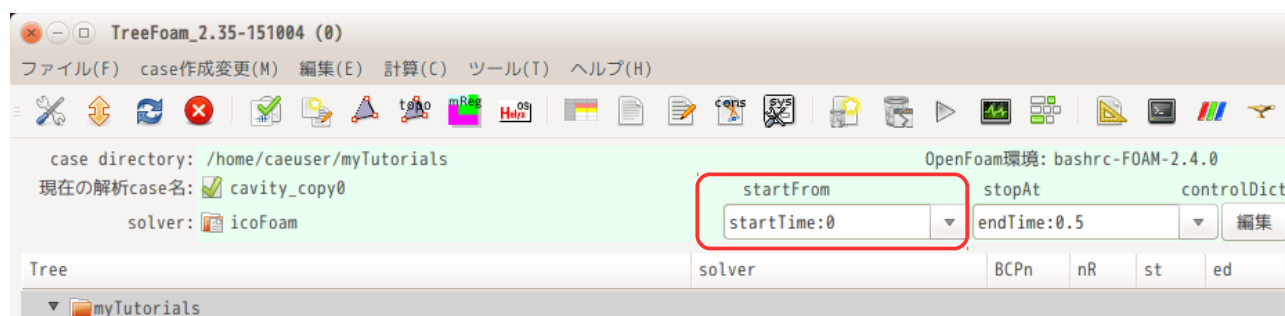 TreeFoam_2.35-151004 (0)
ファイル(F) case作成変更(M) 編集(E) 計算(C) ツール(T) ヘルプ(H)
topo mReg Helyx OS cons SYS
case directory: /home/caeuser/myTutorials OpenFoam環境: bashrc-FOAM-2.4.0
現在の解析case名: cavity_copy0 startFrom stopAt controlDict
solver: icoFoam startTime:0 endTime:0.5 編集
Tree solver BCPn nR st ed
myTutorials